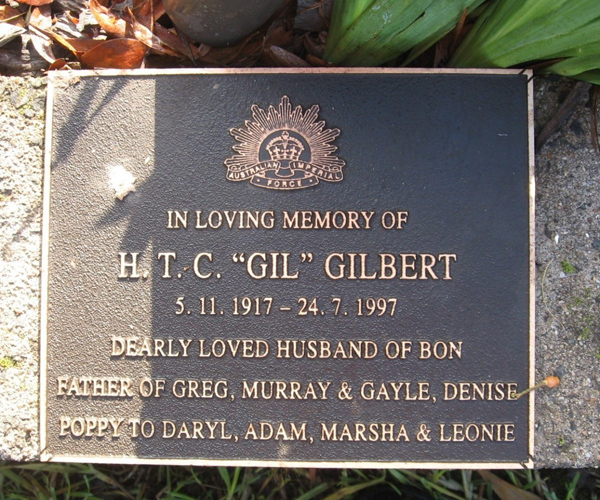 AUSTRALIAN IMPERIAL
FORCE
IN LOVING MEMORY OF
H. T. C. “GIL” GILBERT
5. 11. 1917 – 24. 7. 1997
DEARLY LOVED HUSBAND OF BON
FATHER OF GREG, MURRAY & GAYLE, DENISE
POPPY TO DARYL, ADAM, MARSHA & LEONIE